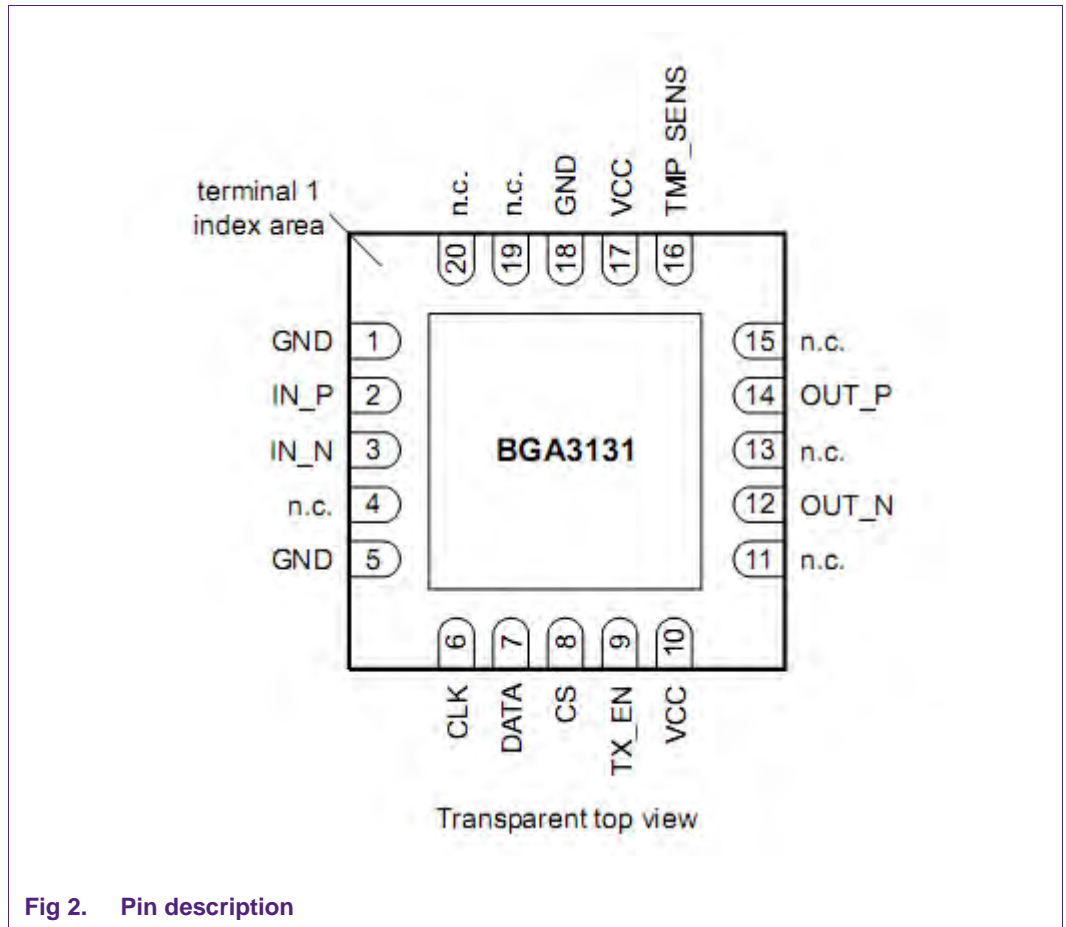 terminal 1
index area
n.c.
n.c.
GND
VCC
TMP_SENS
20
19
18
17
16
GND 1
IN_P 2
IN_N 3
n.c. 4
GND 5
BGA3131
15 n.c.
14 OUT_P
13 n.c.
12 OUT_N
11 n.c.
6
7
8
9
10
CLK
DATA
CS
TX_EN
VCC
Transparent top view
Fig 2. Pin description